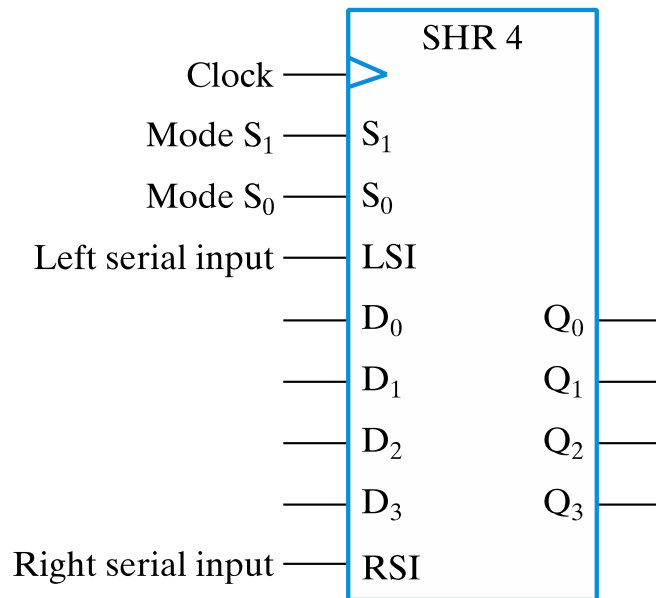 SHR 4
Clock
Mode S₁ S₁
Mode S₀ S₀
Left serial input LSI
D₀ Q₀
D₁ Q₁
D₂ Q₂
D₃ Q₃
Right serial input RSI